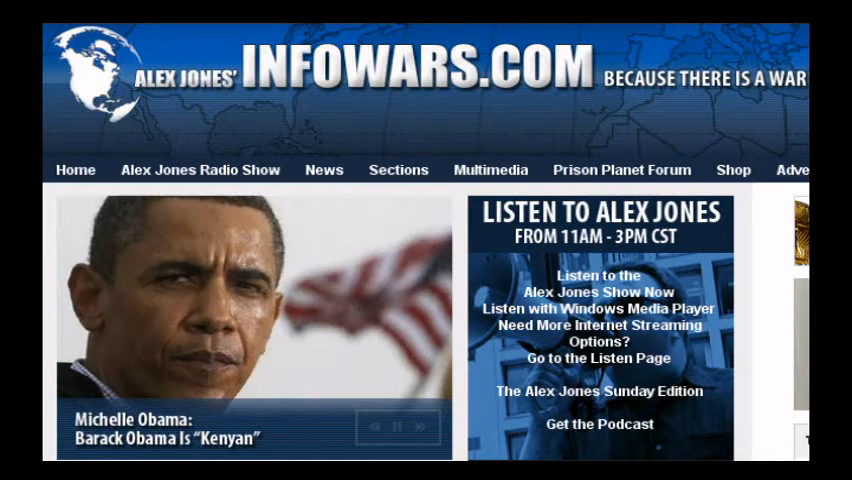 ALEX JONES' INFOWARS.COM BECAUSE THERE IS A WAR
Home Alex Jones Radio Show News Sections Multimedia Prison Planet Forum Shop Adve
LISTEN TO ALEX JONES
FROM 11AM - 3PM CST
Listen to the
Alex Jones Show Now
Listen with Windows Media Player
Need More Internet Streaming
Options?
Go to the Listen Page
The Alex Jones Sunday Edition
Get the Podcast
Michelle Obama:
Barack Obama Is "Kenyan"